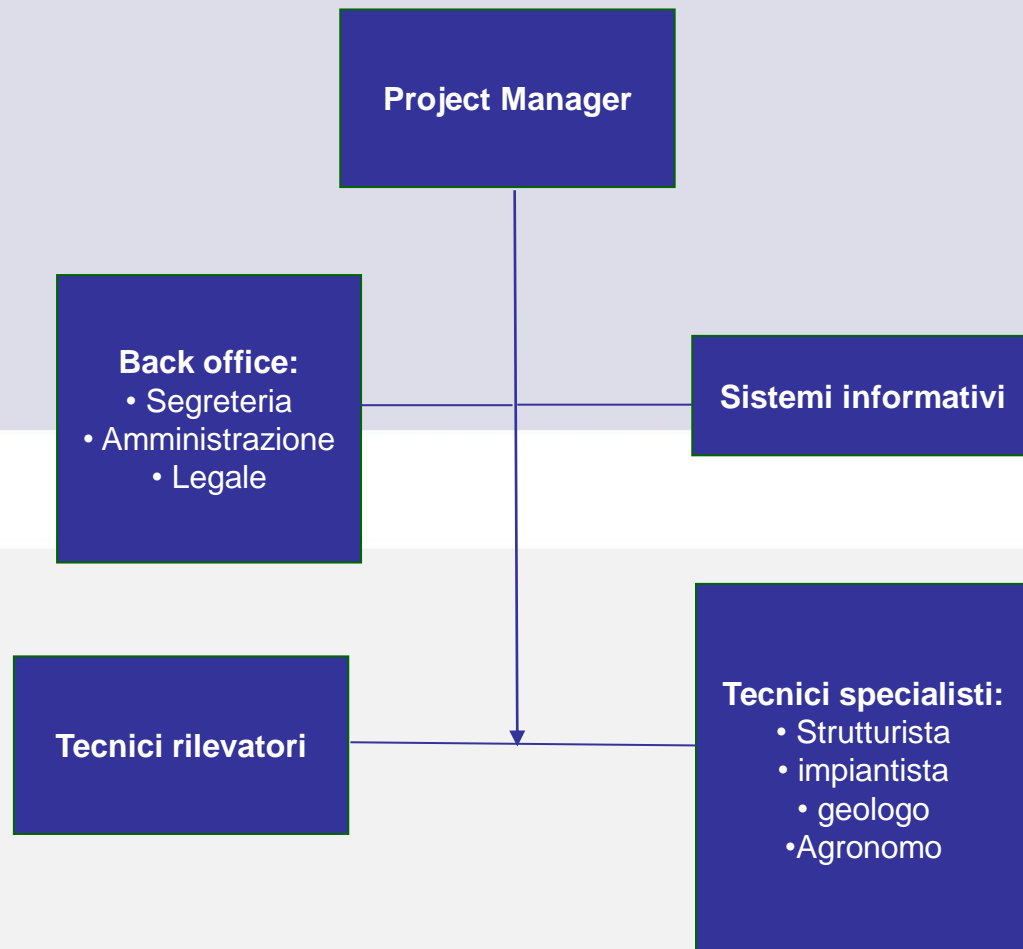 Project Manager
Back office:
• Segreteria
• Amministrazione
• Legale
Sistemi informativi
Tecnici rilevatori
Tecnici specialisti:
• Strutturista
• impiantista
• geologo
•Agronomo